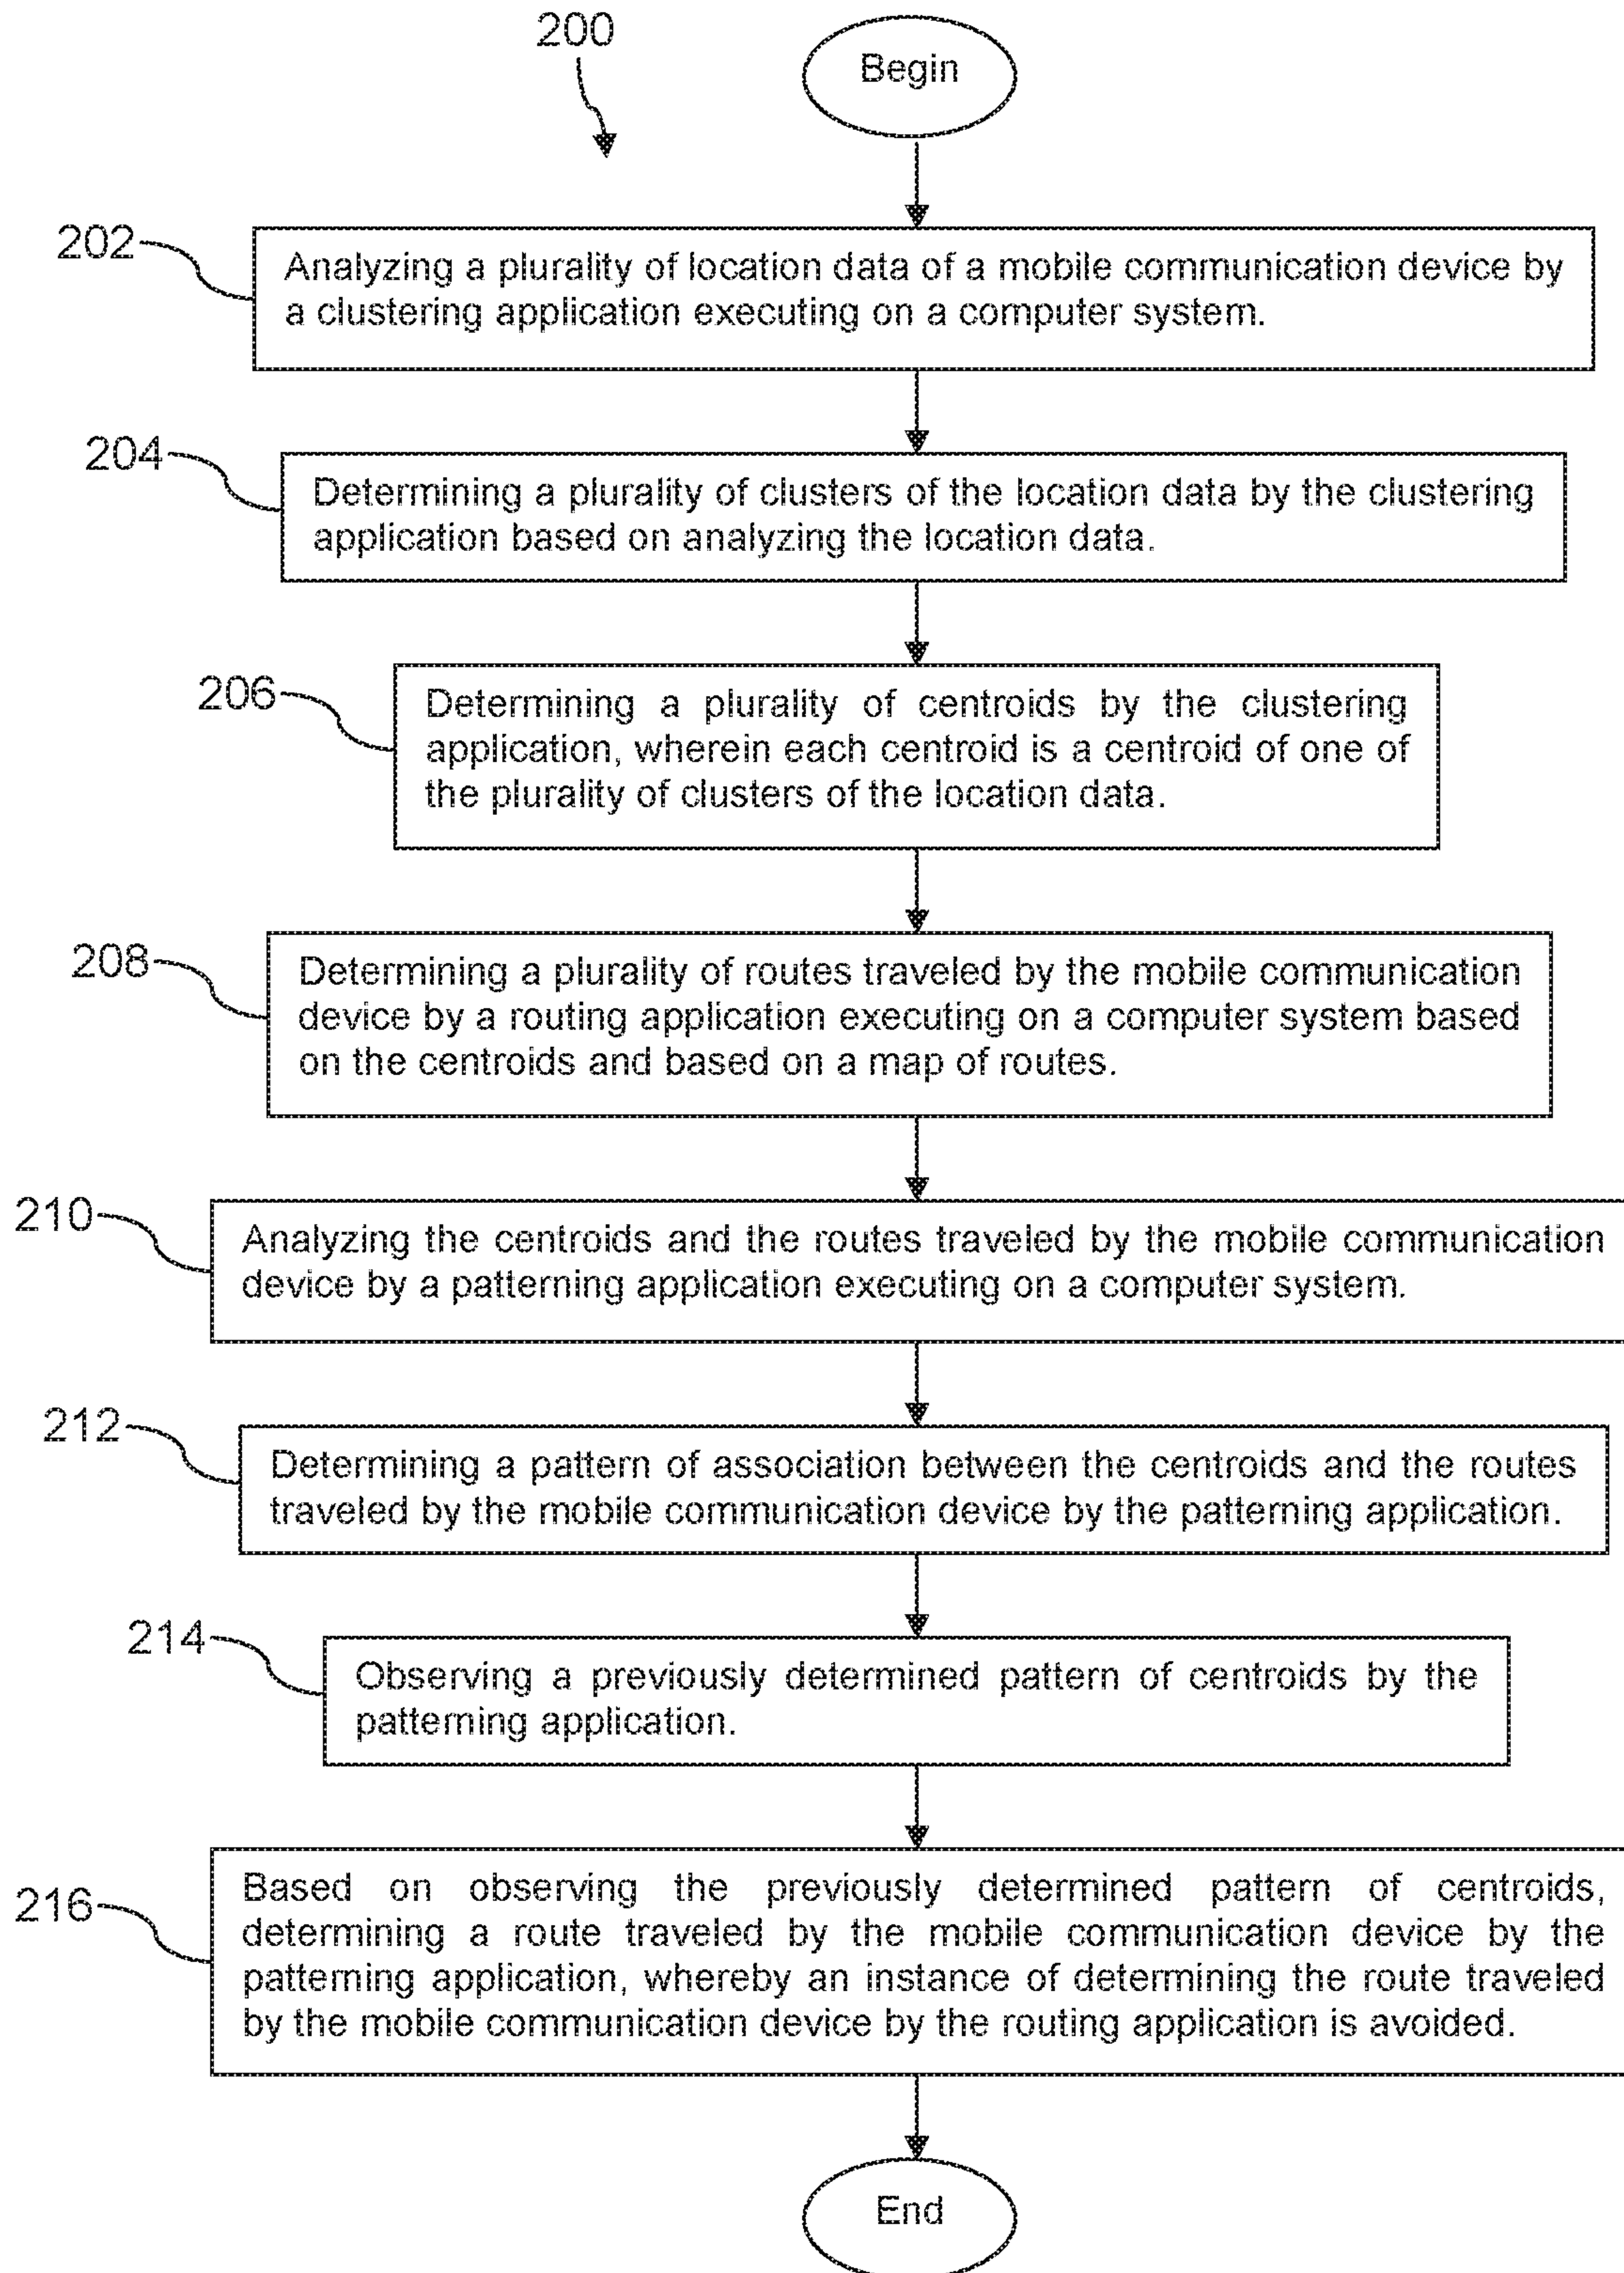 200
Begin
202
Analyzing a plurality of location data of a mobile communication device by
a clustering application executing on a computer system.
204
Determining a plurality of clusters of the location data by the clustering
application based on analyzing the location data.
206
Determining a plurality of centroids by the clustering
application, wherein each centroid is a centroid of one of
the plurality of clusters of the location data.
208
Determining a plurality of routes traveled by the mobile communication
device by a routing application executing on a computer system based
on the centroids and based on a map of routes.
210
Analyzing the centroids and the routes traveled by the mobile communication
device by a patterning application executing on a computer system.
212
Determining a pattern of association between the centroids and the routes
traveled by the mobile communication device by the patterning application.
214
Observing a previously determined pattern of centroids by the
patterning application.
216
Based on observing the previously determined pattern of centroids,
determining a route traveled by the mobile communication device by the
patterning application, whereby an instance of determining the route traveled
by the mobile communication device by the routing application is avoided.
End